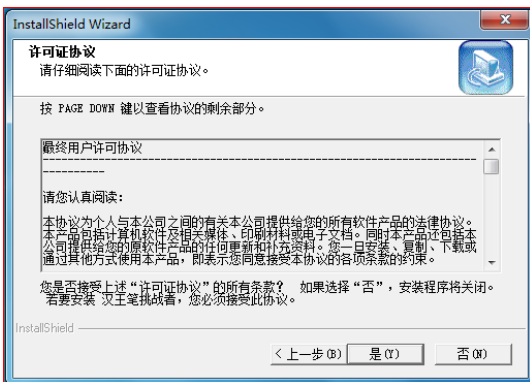 InstallShield Wizard
许可证协议
请仔细阅读下面的许可证协议。
按 PAGE DOWN 键以查看协议的剩余部分。
最终用户许可协议
--------------------------------------------------------------------
----------
请您认真阅读:
本协议为个人与本公司之间的有关本公司提供给您的所有软件产品的法律协议。
本产品包括计算机软件及相关媒体、印刷材料或电子文档。同时本产品还包括本
公司提供给您的原软件产品的任何更新和补充资料。您一旦安装、复制、下载或
通过其他方式使用本产品,即表示您同意接受本协议的各项条款的约束。
您是否接受上述“许可证协议”的所有条款? 如果选择“否”,安装程序将关闭。
若要安装 汉王笔挑战者,您必须接受此协议。
InstallShield
< 上一步(B) 是(Y) 否(N)